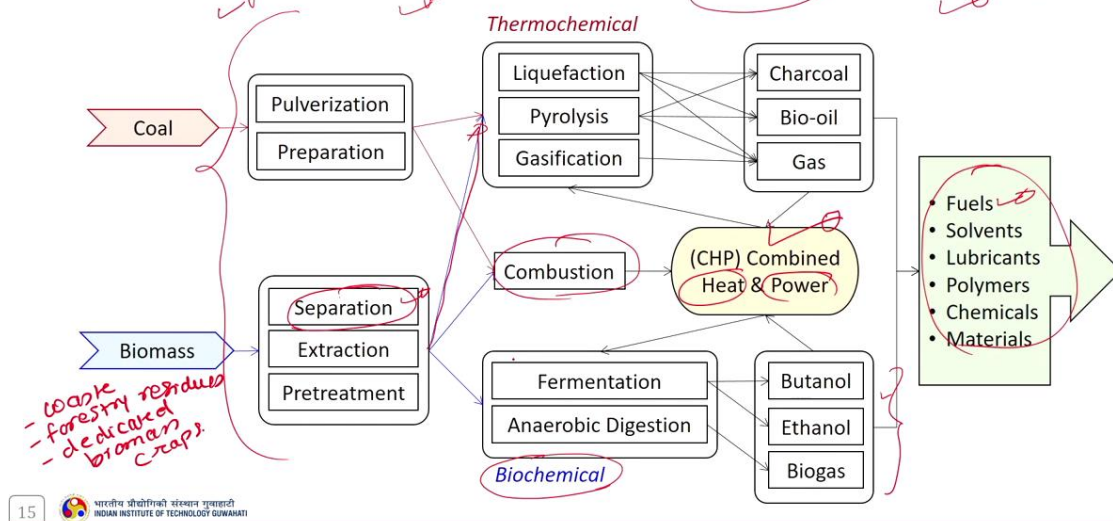 Thermochemical
Coal
Pulverization
Preparation
Liquefaction
Pyrolysis
Gasification
Charcoal
Bio-oil
Gas
Combustion
(CHP) Combined
Heat & Power
• Fuels
• Solvents
• Lubricants
• Polymers
• Chemicals
• Materials
Biomass
Separation
Extraction
Pretreatment
Fermentation
Anaerobic Digestion
Biochemical
Butanol
Ethanol
Biogas
- waste
- forestry residues
- dedicated
biomass
crops.
15
भारतीय प्रौद्योगिकी संस्थान गुवाहाटी
INDIAN INSTITUTE OF TECHNOLOGY GUWAHATI